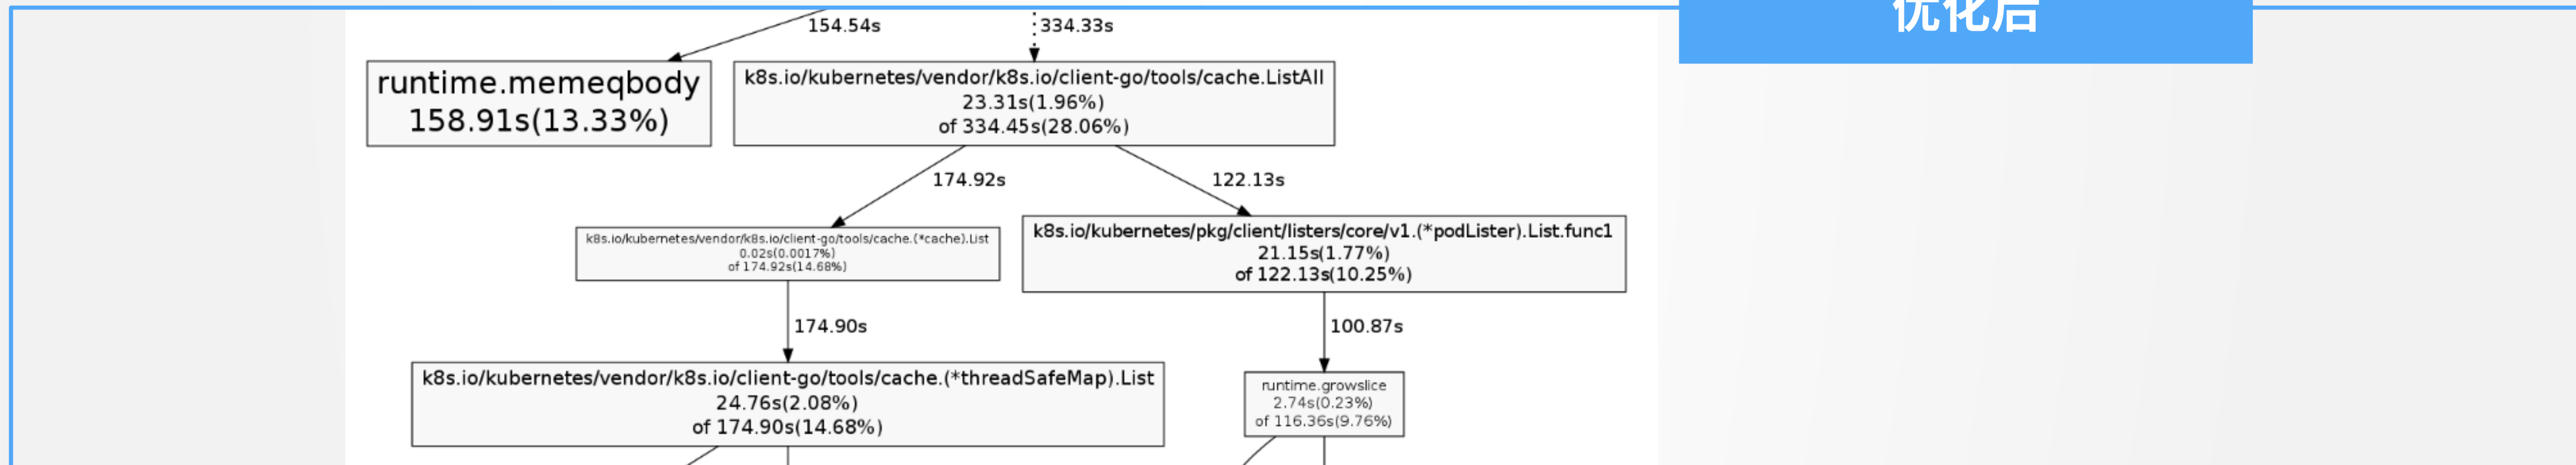 优化后
154.54s
334.33s
runtime.memeqbody
158.91s(13.33%)
k8s.io/kubernetes/vendor/k8s.io/client-go/tools/cache.ListAll
23.31s(1.96%)
of 334.45s(28.06%)
174.92s
122.13s
k8s.io/kubernetes/vendor/k8s.io/client-go/tools/cache.(*cache).List
0.02s(0.0017%)
of 174.92s(14.68%)
k8s.io/kubernetes/pkg/client/listers/core/v1.(*podLister).List.func1
21.15s(1.77%)
of 122.13s(10.25%)
174.90s
100.87s
k8s.io/kubernetes/vendor/k8s.io/client-go/tools/cache.(*threadSafeMap).List
24.76s(2.08%)
of 174.90s(14.68%)
runtime.growslice
2.74s(0.23%)
of 116.36s(9.76%)